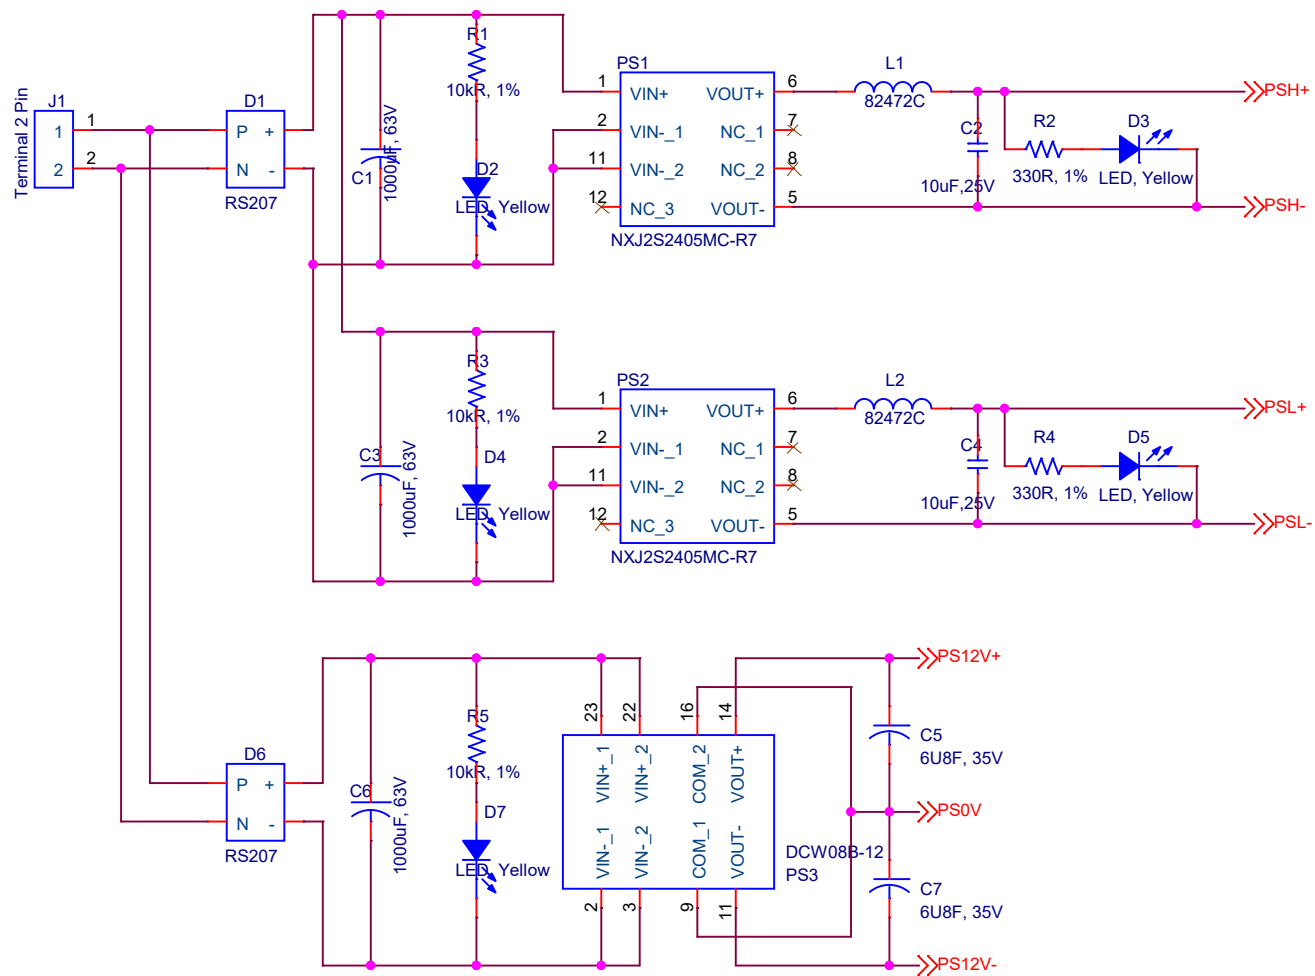 J1
Terminal 2 Pin
1
2
1
2
D1
P +
N -
RS207
C1
1000uF, 63V
R1
10kR, 1%
D2
LED, Yellow
PS1
1
2
11
12
VIN+
VIN-_1
VIN-_2
NC_3
VOUT+
NC_1
NC_2
VOUT-
6
7
8
5
NXJ2S2405MC-R7
L1
82472C
C2
10uF,25V
R2
330R, 1%
D3
LED, Yellow
PSH+
PSH-
C3
1000uF, 63V
R3
10kR, 1%
D4
LED, Yellow
PS2
1
2
11
12
VIN+
VIN-_1
VIN-_2
NC_3
VOUT+
NC_1
NC_2
VOUT-
6
7
8
5
NXJ2S2405MC-R7
L2
82472C
C4
10uF,25V
R4
330R, 1%
D5
LED, Yellow
PSL+
PSL-
D6
P +
N -
RS207
C6
1000uF, 63V
R5
10kR, 1%
D7
LED, Yellow
23
22
16
14
VIN+_1
VIN+_2
COM_2
VOUT+
VIN-_1
VIN-_2
COM_1
VOUT-
2
3
9
11
DCW08B-12
PS3
PS12V+
C5
6U8F, 35V
PS0V
C7
6U8F, 35V
PS12V-